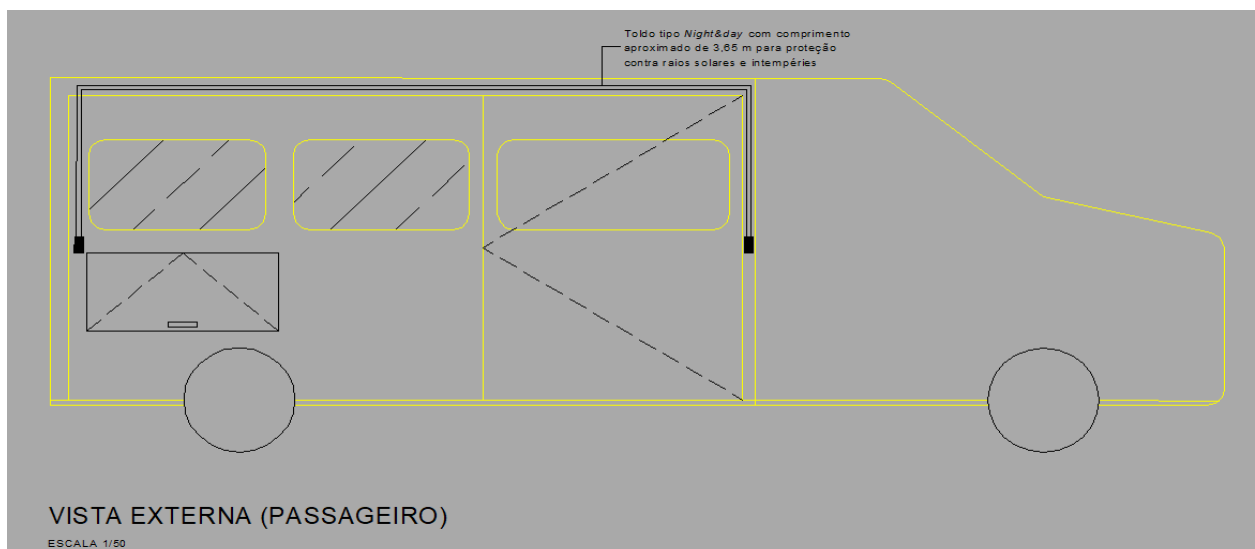 Toldo tipo Night&day com comprimento
aproximado de 3,65 m para proteção
contra raios solares e intempéries
VISTA EXTERNA (PASSAGEIRO)
ESCALA 1/50